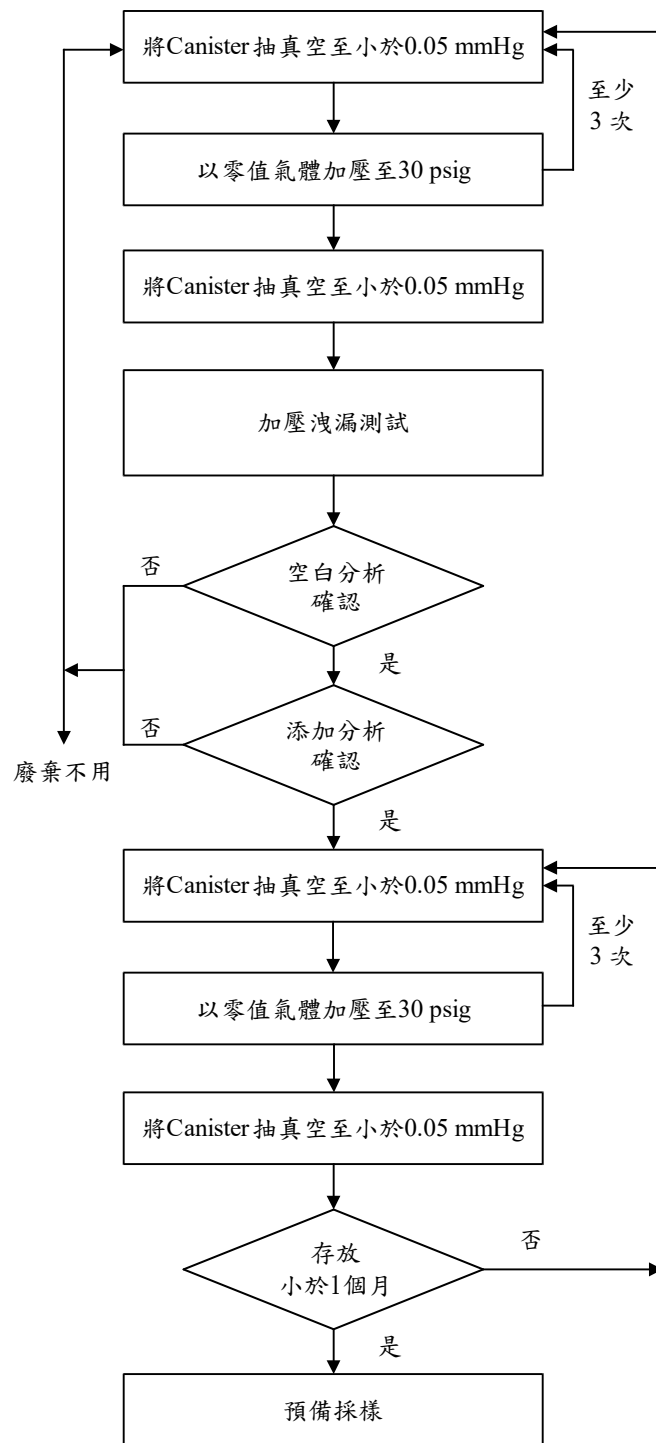 將Canister抽真空至小於0.05 mmHg
至少
3 次
以零值氣體加壓至30 psig
將Canister抽真空至小於0.05 mmHg
加壓洩漏測試
否
空白分析
確認
是
否
添加分析
確認
廢棄不用
是
將Canister抽真空至小於0.05 mmHg
至少
3 次
以零值氣體加壓至30 psig
將Canister抽真空至小於0.05 mmHg
否
存放
小於1個月
是
預備採樣